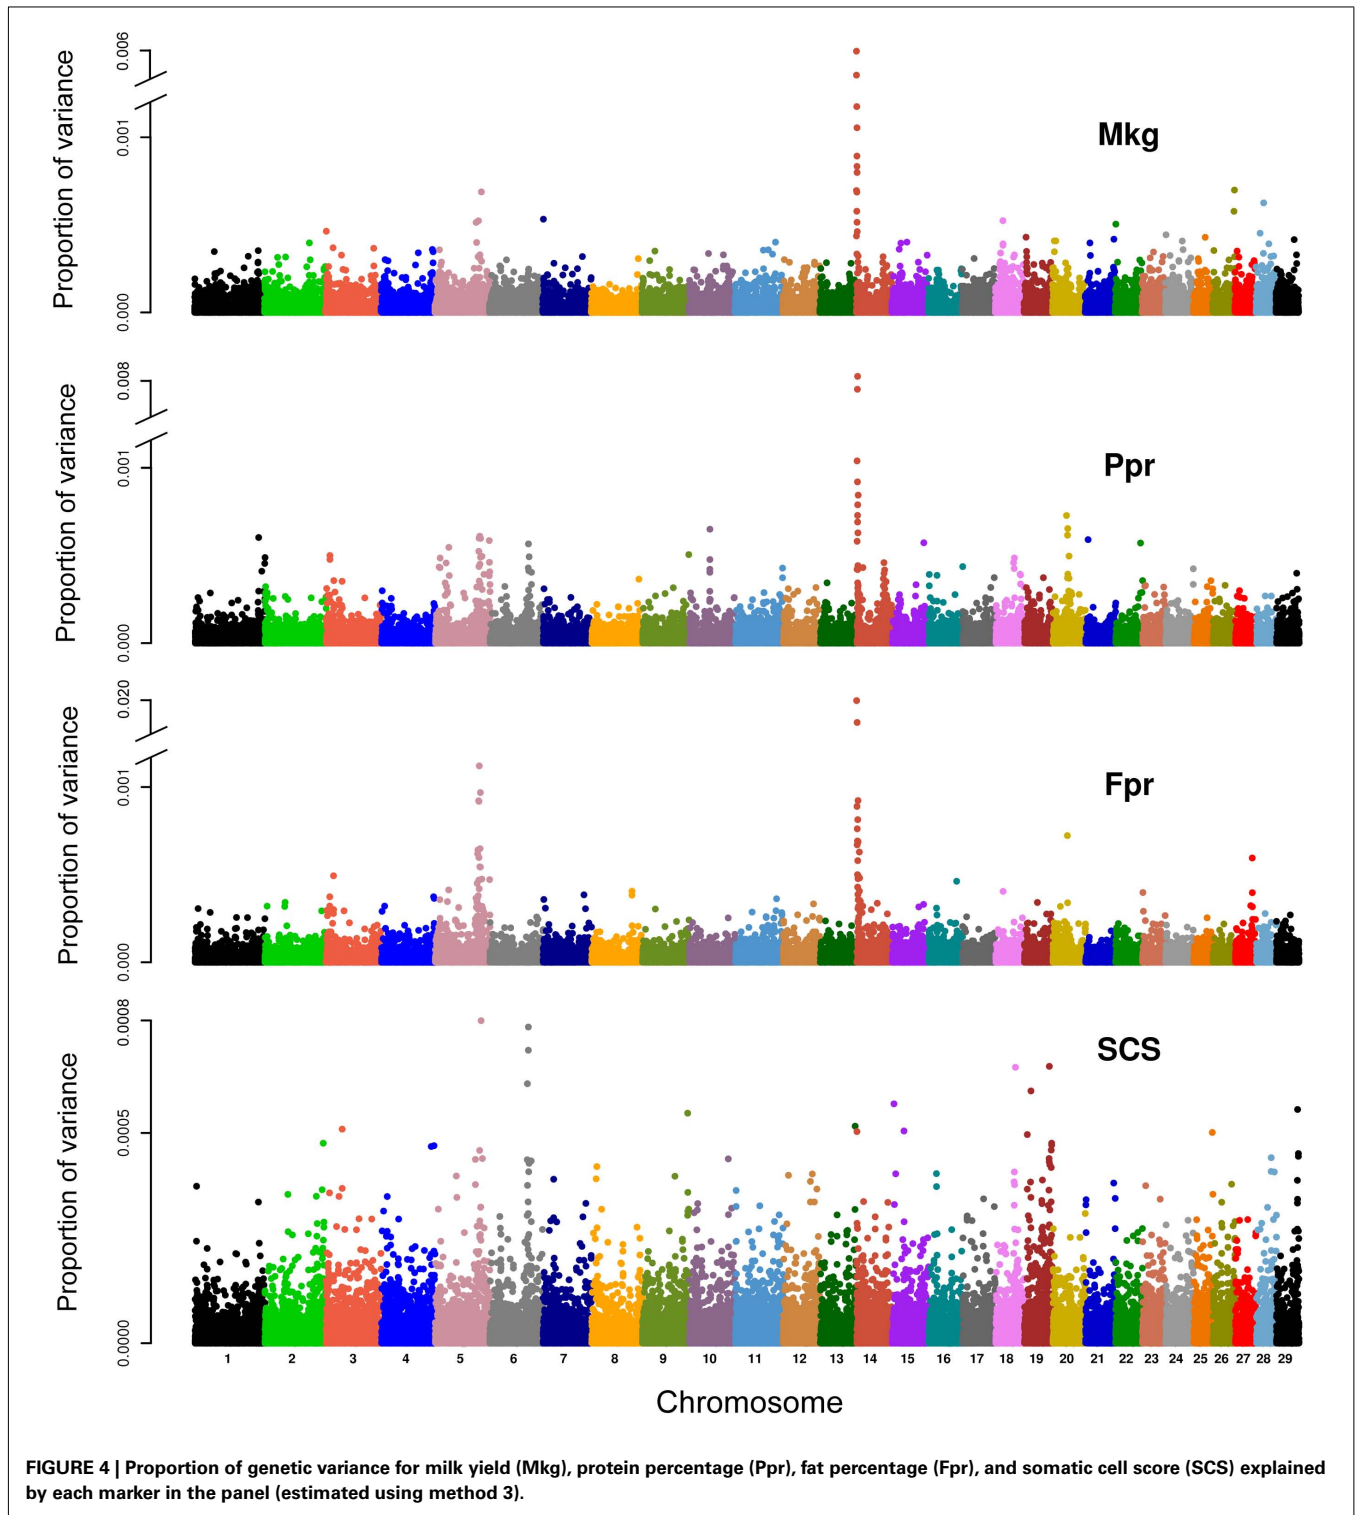 0.006
0.001
0.000
Proportion of variance
Mkg
0.008
0.001
0.000
Proportion of variance
Ppr
0.020
0.001
0.000
Proportion of variance
Fpr
0.0008
0.0005
0.0000
Proportion of variance
SCS
1 2 3 4 5 6 7 8 9 10 11 12 13 14 15 16 17 18 19 20 21 22 23 24 25 26 27 28 29
Chromosome
FIGURE 4 | Proportion of genetic variance for milk yield (Mkg), protein percentage (Ppr), fat percentage (Fpr), and somatic cell score (SCS) explained
by each marker in the panel (estimated using method 3).